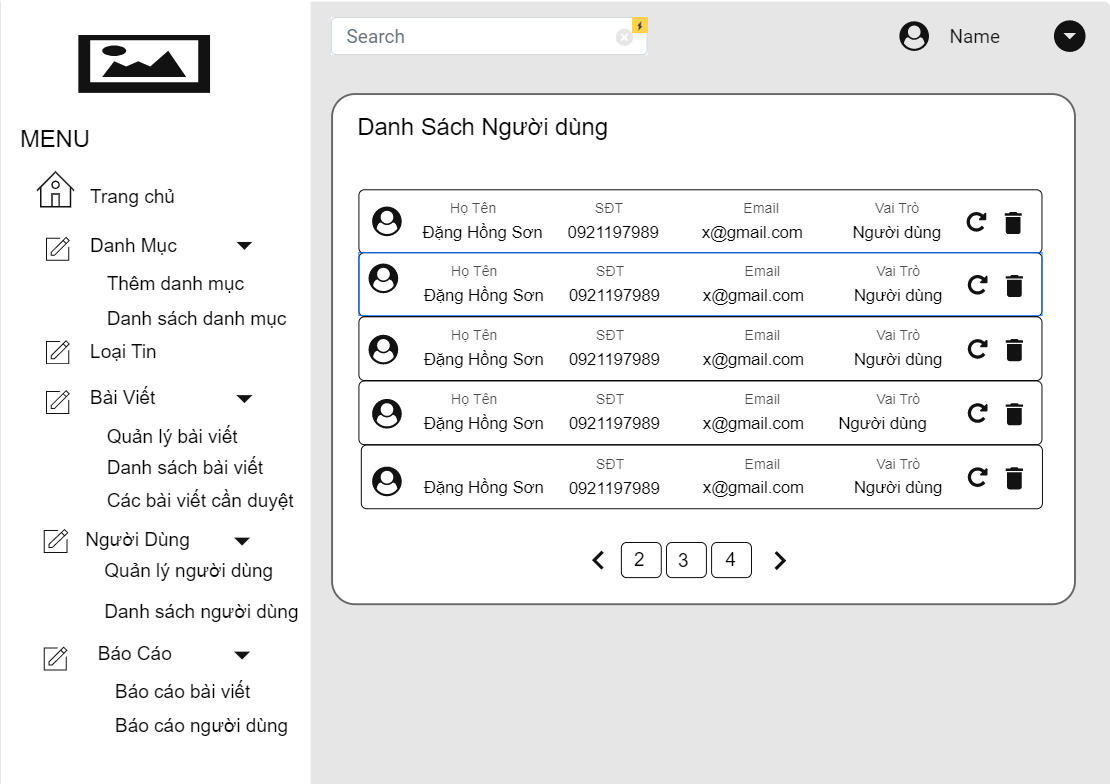 Search
Name
MENU
Trang chủ
Danh Mục
Thêm danh mục
Danh sách danh mục
Loại Tin
Bài Viết
Quản lý bài viết
Danh sách bài viết
Các bài viết cần duyệt
Người Dùng
Quản lý người dùng
Danh sách người dùng
Báo Cáo
Báo cáo bài viết
Báo cáo người dùng
Danh Sách Người dùng
Họ Tên SĐT Email Vai Trò
Đặng Hồng Sơn 0921197989 x@gmail.com Người dùng
Họ Tên SĐT Email Vai Trò
Đặng Hồng Sơn 0921197989 x@gmail.com Người dùng
Họ Tên SĐT Email Vai Trò
Đặng Hồng Sơn 0921197989 x@gmail.com Người dùng
Họ Tên SĐT Email Vai Trò
Đặng Hồng Sơn 0921197989 x@gmail.com Người dùng
SĐT Email Vai Trò
Đặng Hồng Sơn 0921197989 x@gmail.com Người dùng
2 3 4